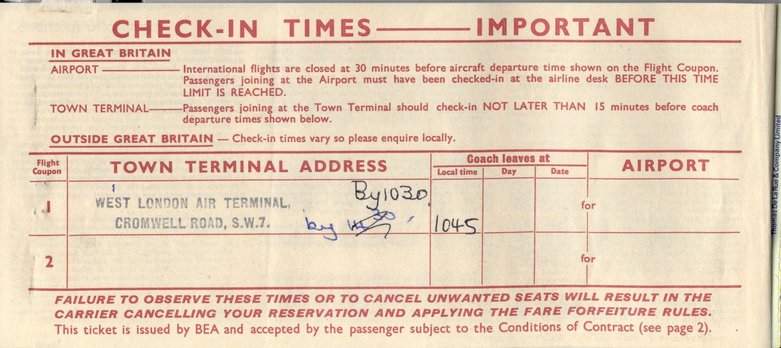 CHECK-IN TIMES — IMPORTANT
IN GREAT BRITAIN
AIRPORT — International flights are closed at 30 minutes before aircraft departure time shown on the Flight Coupon.
Passengers joining at the Airport must have been checked-in at the airline desk BEFORE THIS TIME
LIMIT IS REACHED.
TOWN TERMINAL — Passengers joining at the Town Terminal should check-in NOT LATER THAN 15 minutes before coach
departure times shown below.
OUTSIDE GREAT BRITAIN — Check-in times vary so please enquire locally.
Flight Coupon
TOWN TERMINAL ADDRESS
Coach leaves at
Local time Day Date
AIRPORT
1
WEST LONDON AIR TERMINAL,
CROMWELL ROAD, S.W.7.
By 1030
by
1045
for
2
for
FAILURE TO OBSERVE THESE TIMES OR TO CANCEL UNWANTED SEATS WILL RESULT IN THE
CARRIER CANCELLING YOUR RESERVATION AND APPLYING THE FARE FORFEITURE RULES.
This ticket is issued by BEA and accepted by the passenger subject to the Conditions of Contract (see page 2).
Thomas De La Rue & Company Limited